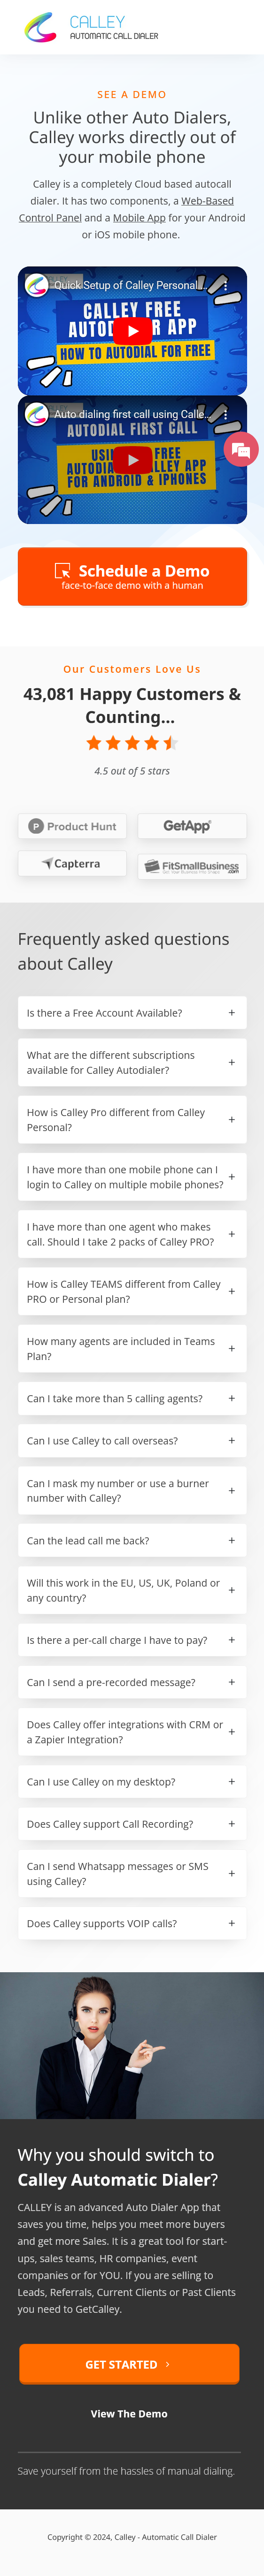 CALLEY
AUTOMATIC CALL DIALER
SEE A DEMO
Unlike other Auto Dialers,
Calley works directly out of
your mobile phone
Calley is a completely Cloud based autocall
dialer. It has two components, a Web-Based
Control Panel and a Mobile App for your Android
or iOS mobile phone.
Quick Setup of Calley Personal...
CALLEY FREE
AUTODIALER APP
HOW TO AUTODIAL FOR FREE
Auto dialing first call using Calle...
AUTODIAL FIRST CALL
USING FREE
AUTODIALER CALLEY APP
FOR ANDROID & IPHONES
Schedule a Demo
face-to-face demo with a human
Our Customers Love Us
43,081 Happy Customers &
Counting...
4.5 out of 5 stars
P Product Hunt
GetApp
Capterra
FitSmallBusiness
.com
Frequently asked questions
about Calley
Is there a Free Account Available? +
What are the different subscriptions
available for Calley Autodialer? +
How is Calley Pro different from Calley
Personal? +
I have more than one mobile phone can I
login to Calley on multiple mobile phones? +
I have more than one agent who makes
call. Should I take 2 packs of Calley PRO? +
How is Calley TEAMS different from Calley
PRO or Personal plan? +
How many agents are included in Teams
Plan? +
Can I take more than 5 calling agents? +
Can I use Calley to call overseas? +
Can I mask my number or use a burner
number with Calley? +
Can the lead call me back? +
Will this work in the EU, US, UK, Poland or
any country? +
Is there a per-call charge I have to pay? +
Can I send a pre-recorded message? +
Does Calley offer integrations with CRM or
a Zapier Integration? +
Can I use Calley on my desktop? +
Does Calley support Call Recording? +
Can I send Whatsapp messages or SMS
using Calley? +
Does Calley supports VOIP calls? +
Why you should switch to
Calley Automatic Dialer?
CALLEY is an advanced Auto Dialer App that
saves you time, helps you meet more buyers
and get more Sales. It is a great tool for start-
ups, sales teams, HR companies, event
companies or for YOU. If you are selling to
Leads, Referrals, Current Clients or Past Clients
you need to GetCalley.
GET STARTED >
View The Demo
Save yourself from the hassles of manual dialing.
Copyright © 2024, Calley - Automatic Call Dialer